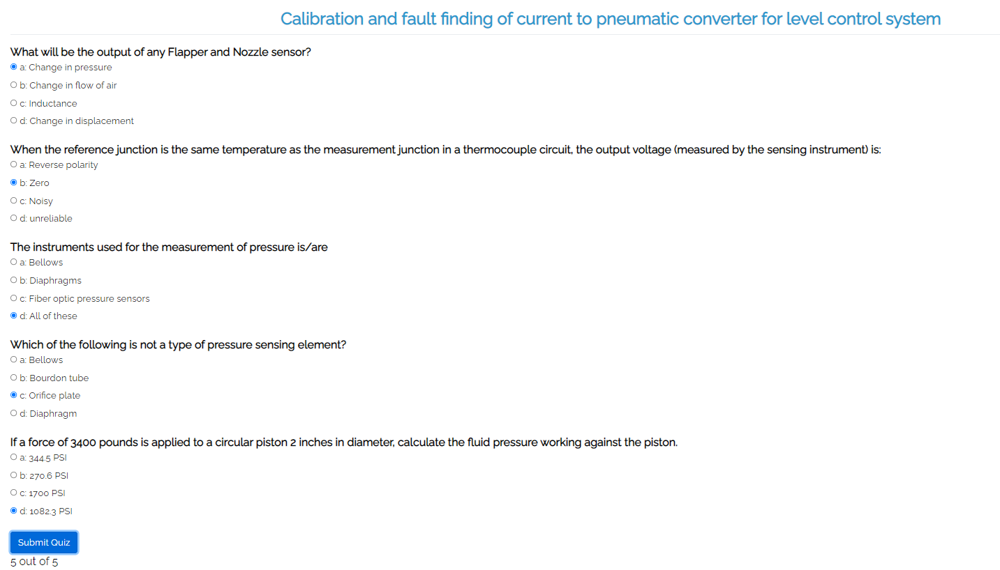 Calibration and fault finding of current to pneumatic converter for level control system
What will be the output of any Flapper and Nozzle sensor?
a: Change in pressure
b: Change in flow of air
c: Inductance
d: Change in displacement
When the reference junction is the same temperature as the measurement junction in a thermocouple circuit, the output voltage (measured by the sensing instrument) is:
a: Reverse polarity
b: Zero
c: Noisy
d: unreliable
The instruments used for the measurement of pressure is/are
a: Bellows
b: Diaphragms
c: Fiber optic pressure sensors
d: All of these
Which of the following is not a type of pressure sensing element?
a: Bellows
b: Bourdon tube
c: Orifice plate
d: Diaphragm
If a force of 3400 pounds is applied to a circular piston 2 inches in diameter, calculate the fluid pressure working against the piston.
a: 344.5 PSI
b: 270.6 PSI
c: 1700 PSI
d: 1082.3 PSI
Submit Quiz
5 out of 5